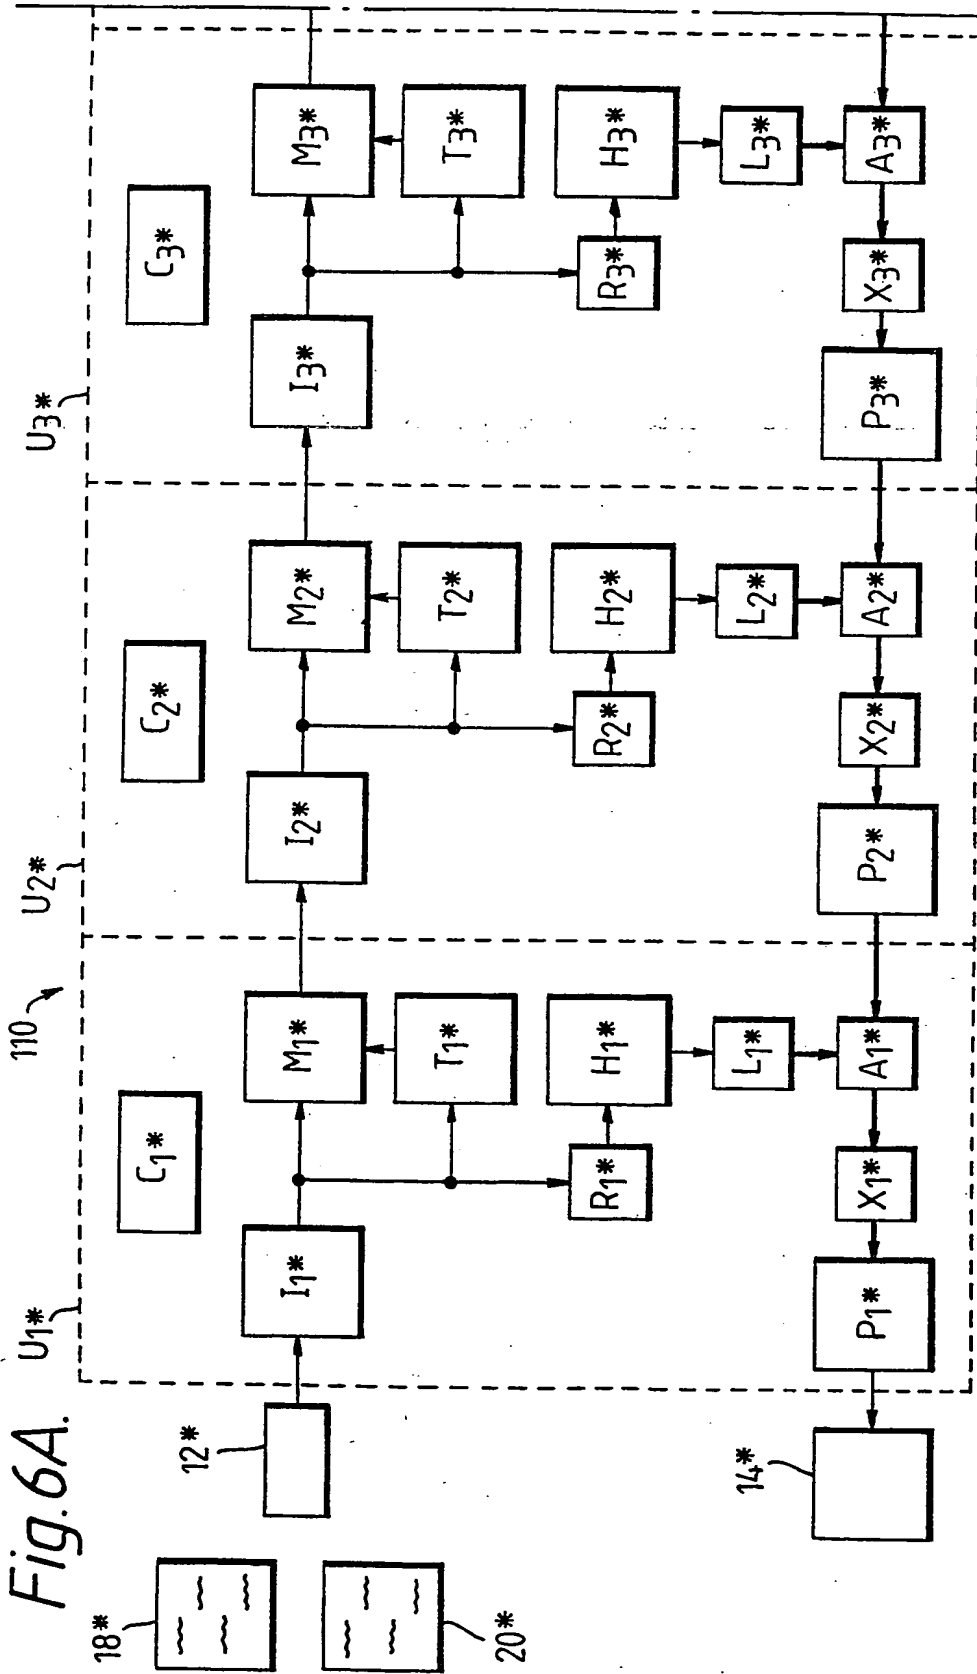 Fig. 6A.
110
U1*
U2*
U3*
18*
20*
12*
14*
C1*
I1*
M1*
T1*
R1*
H1*
L1*
A1*
X1*
P1*
C2*
I2*
M2*
T2*
R2*
H2*
L2*
A2*
X2*
P2*
C3*
I3*
M3*
T3*
R3*
H3*
L3*
A3*
X3*
P3*